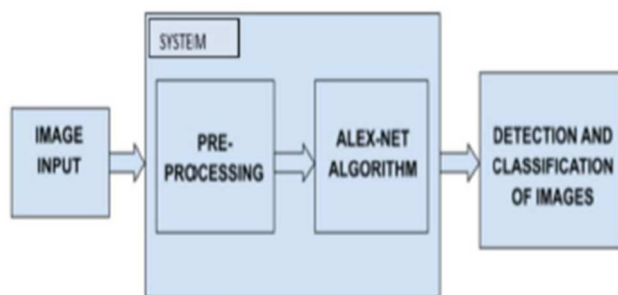 SYSTEM
IMAGE
INPUT
PRE-
PROCESSING
ALEX-NET
ALGORITHM
DETECTION AND
CLASSIFICATION
OF IMAGES